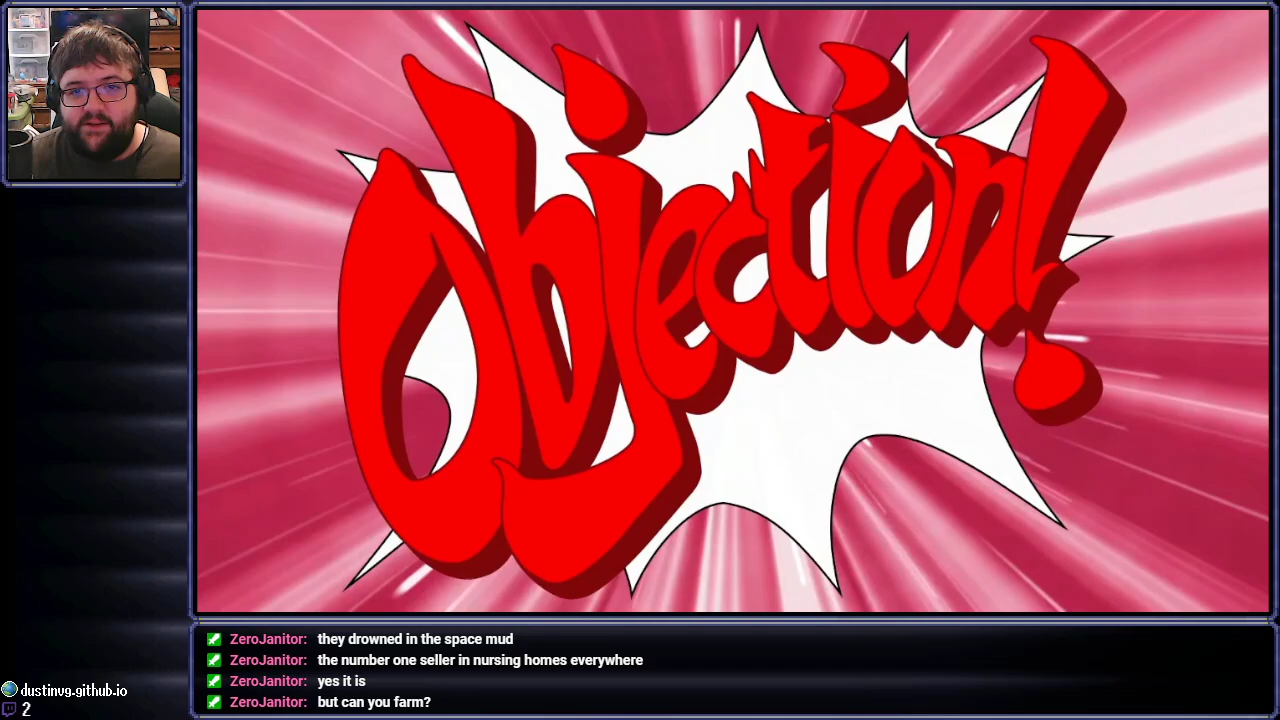 Objection!
ZeroJanitor: they drowned in the space mud
ZeroJanitor: the number one seller in nursing homes everywhere
ZeroJanitor: yes it is
ZeroJanitor: but can you farm?
dustinvg.github.io
2